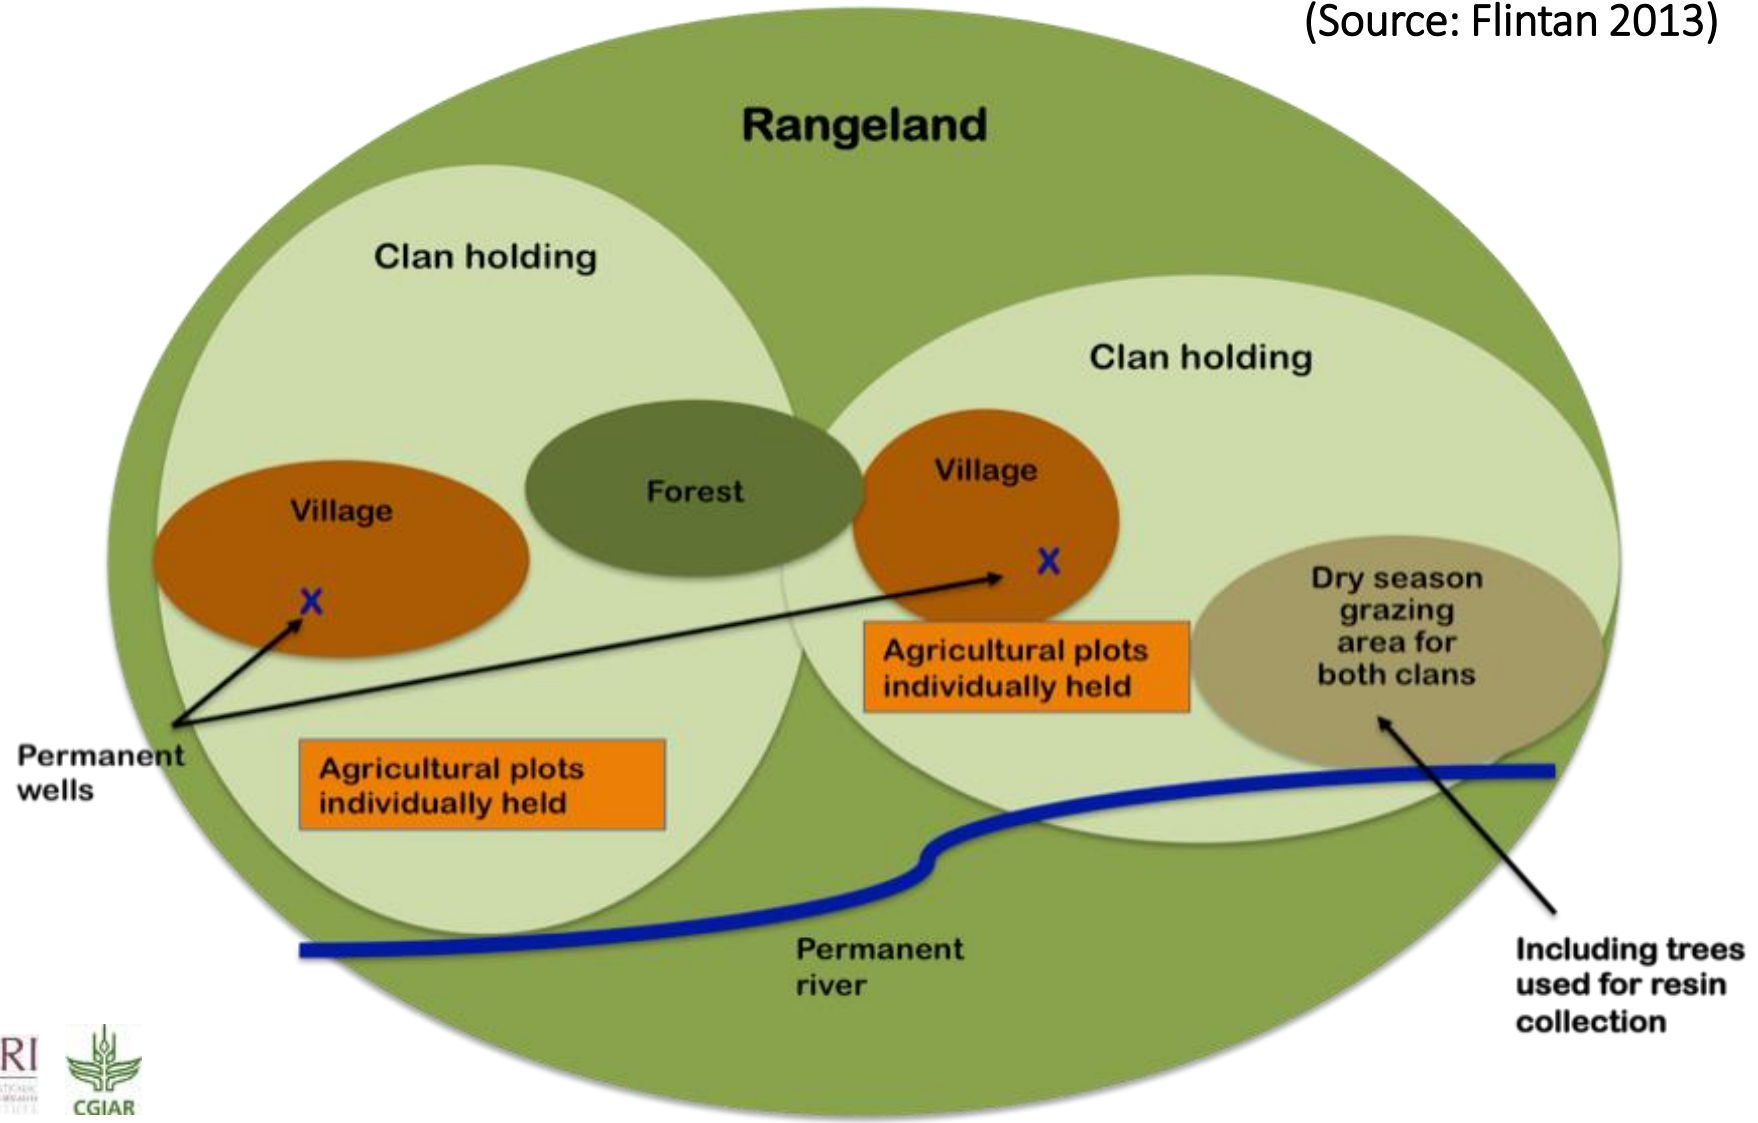 (Source: Flintan 2013)
Rangeland
Clan holding
Clan holding
Village
Forest
Village
X
X
Dry season
grazing
area for
both clans
Agricultural plots
individually held
Permanent
wells
Agricultural plots
individually held
Permanent
river
Including trees
used for resin
collection
RI
CGIAR